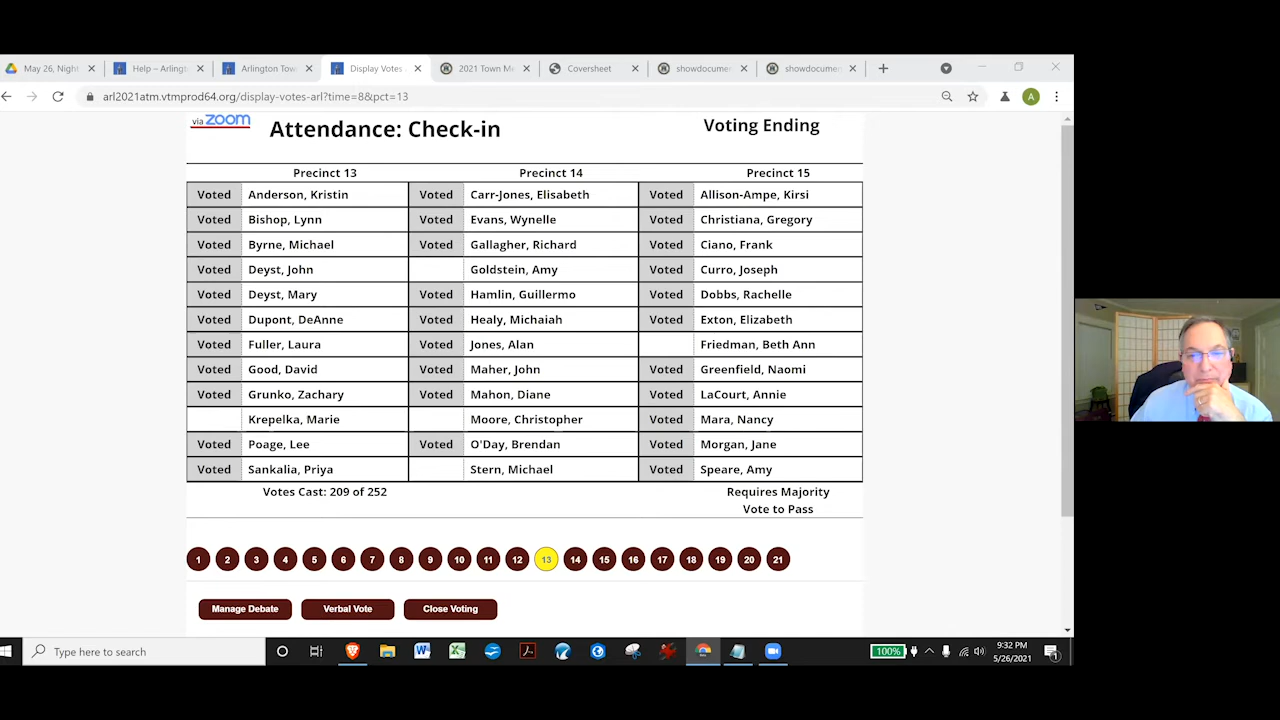 May 26, Night
Help – Arling
Arlington Tow
Display Votes
2021 Town M
Coversheet
showdocumen
showdocumen
arl2021atm.vtmprod64.org/display-votes-arl?time=8&pct=13
A
via zoom
Attendance: Check-in
Voting Ending
Precinct 13 Precinct 14 Precinct 15
Voted Anderson, Kristin Voted Carr-Jones, Elisabeth Voted Allison-Ampe, Kirsi
Voted Bishop, Lynn Voted Evans, Wynelle Voted Christiana, Gregory
Voted Byrne, Michael Voted Gallagher, Richard Voted Ciano, Frank
Voted Deyst, John Goldstein, Amy Voted Curro, Joseph
Voted Deyst, Mary Voted Hamlin, Guillermo Voted Dobbs, Rachelle
Voted Dupont, DeAnne Voted Healy, Michaiah Voted Exton, Elizabeth
Voted Fuller, Laura Voted Jones, Alan Friedman, Beth Ann
Voted Good, David Voted Maher, John Voted Greenfield, Naomi
Voted Grunko, Zachary Voted Mahon, Diane Voted LaCourt, Annie
Krepelka, Marie Moore, Christopher Voted Mara, Nancy
Voted Poage, Lee Voted O'Day, Brendan Voted Morgan, Jane
Voted Sankalia, Priya Stern, Michael Voted Speare, Amy
Votes Cast: 209 of 252
Requires Majority
Vote to Pass
1 2 3 4 5 6 7 8 9 10 11 12 13 14 15 16 17 18 19 20 21
Manage Debate Verbal Vote Close Voting
Type here to search
100%
9:32 PM
5/26/2021
1